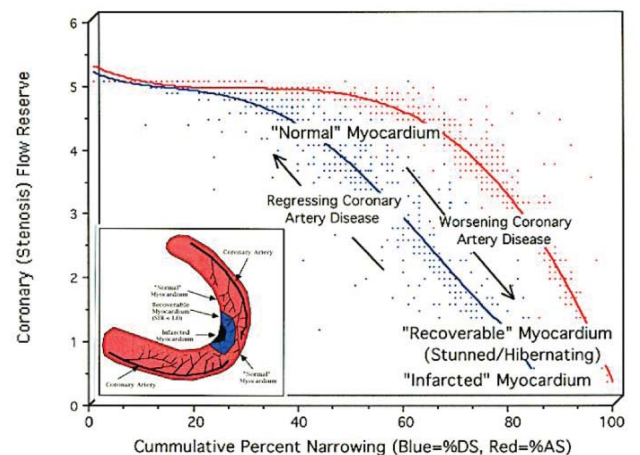 6
5
4
3
2
1
0
Coronary (Stenosis) Flow Reserve
"Normal" Myocardium
Regressing Coronary
Artery Disease
Worsening Coronary
Artery Disease
"Recoverable" Myocardium
(Stunned/Hibernating)
"Infarcted" Myocardium
Coronary Artery
"Normal"
Myocardium
Recoverable
Myocardium
Infarcted
Myocardium
"Normal"
Myocardium
Coronary Artery
0 20 40 60 80 100
Cummulative Percent Narrowing (Blue=%DS, Red=%AS)